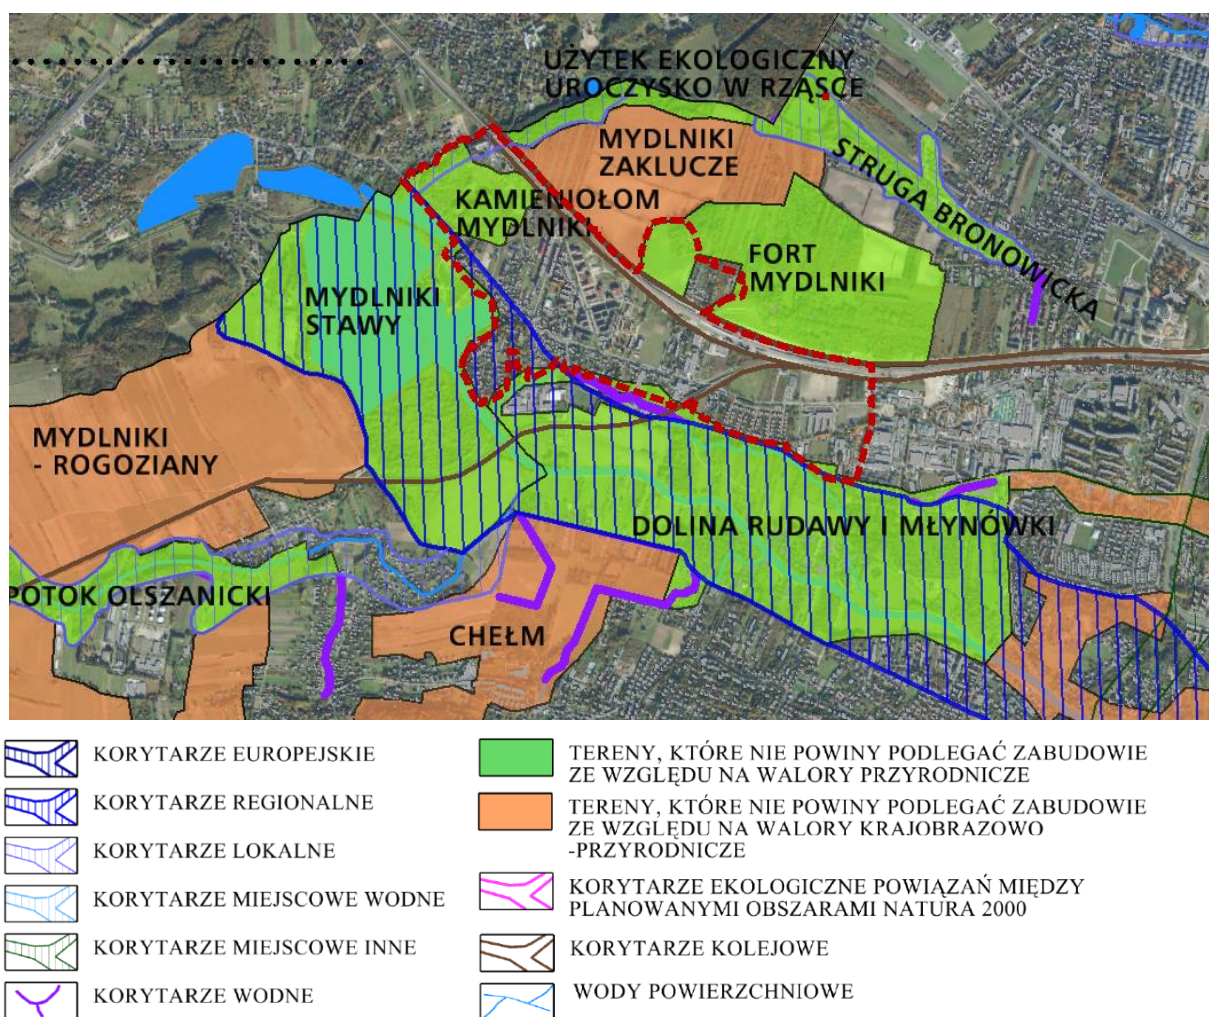 UŻYTEK EKOLOGICZNY
UROCZYSKO W RZĄSCE
MYDLNIKI
ZAKLUCZE
STRUGA BRONOWICKA
KAMIENIOŁOM
MYDLNIKI
FORT
MYDLNIKI
MYDLNIKI
STAWY
MYDLNIKI
- ROGOZIANY
DOLINA RUDAWY I MŁYNÓWKI
POTOK OLSZANICKI
CHEŁM
KORYTARZE EUROPEJSKIE
KORYTARZE REGIONALNE
KORYTARZE LOKALNE
KORYTARZE MIEJSCOWE WODNE
KORYTARZE MIEJSCOWE INNE
KORYTARZE WODNE
TERENY, KTÓRE NIE POWINY PODLEGAĆ ZABUDOWIE
ZE WZGLĘDU NA WALORY PRZYRODNICZE
TERENY, KTÓRE NIE POWINY PODLEGAĆ ZABUDOWIE
ZE WZGLĘDU NA WALORY KRAJOBRAZOWO
-PRZYRODNICZE
KORYTARZE EKOLOGICZNE POWIĄZAŃ MIĘDZY
PLANOWANYMI OBSZARAMI NATURA 2000
KORYTARZE KOLEJOWE
WODY POWIERZCHNIOWE